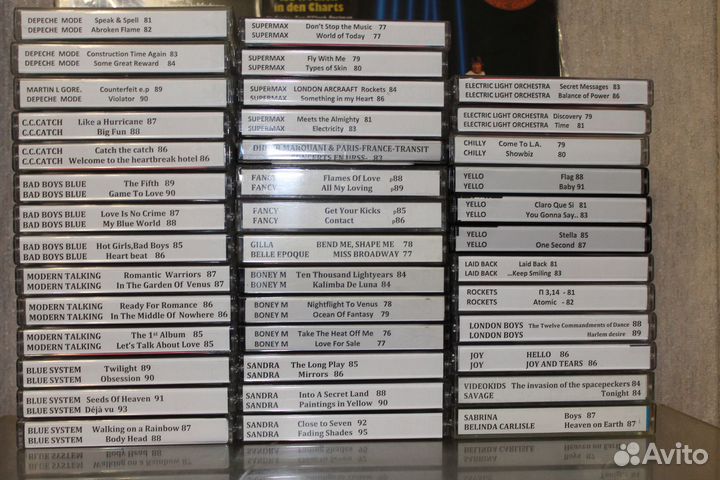 in den Charts
DEPECHE MODE Speak & Spell 81
DEPECHE MODE Abroken Flame 82
DEPECHE MODE Construction Time Again 83
DEPECHE MODE Some Great Reward 84
MARTIN L GORE. Counterfeit e.p 89
DEPECHE MODE Violator 90
C.C.CATCH Like a Hurricane 87
C.C.CATCH Big Fun 88
C.C.CATCH Catch the catch 86
C.C.CATCH Welcome to the heartbreak hotel 86
BAD BOYS BLUE The Fifth 89
BAD BOYS BLUE Game To Love 90
BAD BOYS BLUE Love Is No Crime 87
BAD BOYS BLUE My Blue World 88
BAD BOYS BLUE Hot Girls,Bad Boys 85
BAD BOYS BLUE Heart beat 86
MODERN TALKING Romantic Warriors 87
MODERN TALKING In The Garden Of Venus 87
MODERN TALKING Ready For Romance 86
MODERN TALKING In The Middle Of Nowhere 86
MODERN TALKING The 1st Album 85
MODERN TALKING Let's Talk About Love 85
BLUE SYSTEM Twilight 89
BLUE SYSTEM Obsession 90
BLUE SYSTEM Seeds Of Heaven 91
BLUE SYSTEM Déjà vu 93
BLUE SYSTEM Walking on a Rainbow 87
BLUE SYSTEM Body Head 88
SUPERMAX Don't Stop the Music 77
SUPERMAX World of Today 77
SUPERMAX Fly With Me 79
SUPERMAX Types of Skin 80
SUPERMAX LONDON ARCRAAFT Rockets 84
SUPERMAX Something in my Heart 86
SUPERMAX Meets the Almighty 81
SUPERMAX Electricity 83
MAROUANI & PARIS-FRANCE-TRANSIT
CONCERTS EN URSS- 83
FANCY Flames Of Love p88
FANCY All My Loving p89
FANCY Get Your Kicks p85
FANCY Contact p86
GILLA BEND ME, SHAPE ME 78
BELLE EPOQUE MISS BROADWAY 77
BONEY M Ten Thousand Lightyears 84
BONEY M Kalimba De Luna 84
BONEY M Nightflight To Venus 78
BONEY M Ocean Of Fantasy 79
BONEY M Take The Heat Off Me 76
BONEY M Love For Sale 77
SANDRA The Long Play 85
SANDRA Mirrors 86
SANDRA Into A Secret Land 88
SANDRA Paintings in Yellow 90
SANDRA Close to Seven 92
SANDRA Fading Shades 95
ELECTRIC LIGHT ORCHESTRA Secret Messages 83
ELECTRIC LIGHT ORCHESTRA Balance of Power 86
ELECTRIC LIGHT ORCHESTRA Discovery 79
ELECTRIC LIGHT ORCHESTRA Time 81
CHILLY Come To L.A. 79
CHILLY Showbiz 80
YELLO Flag 88
YELLO Baby 91
YELLO Claro Que Si 81
YELLO You Gonna Say.. 83
YELLO Stella 85
YELLO One Second 87
LAID BACK Laid Back 81
LAID BACK ...Keep Smiling 83
ROCKETS П 3,14 - 81
ROCKETS Atomic - 82
LONDON BOYS The Twelve Commandments of Dance 88
LONDON BOYS Harlem desire 89
JOY HELLO 86
JOY JOY AND TEARS 86
VIDEOKIDS The invasion of the spacepeckers 84
SAVAGE Tonight 84
SABRINA Boys 87
BELINDA CARLISLE Heaven on Earth 87
Avito